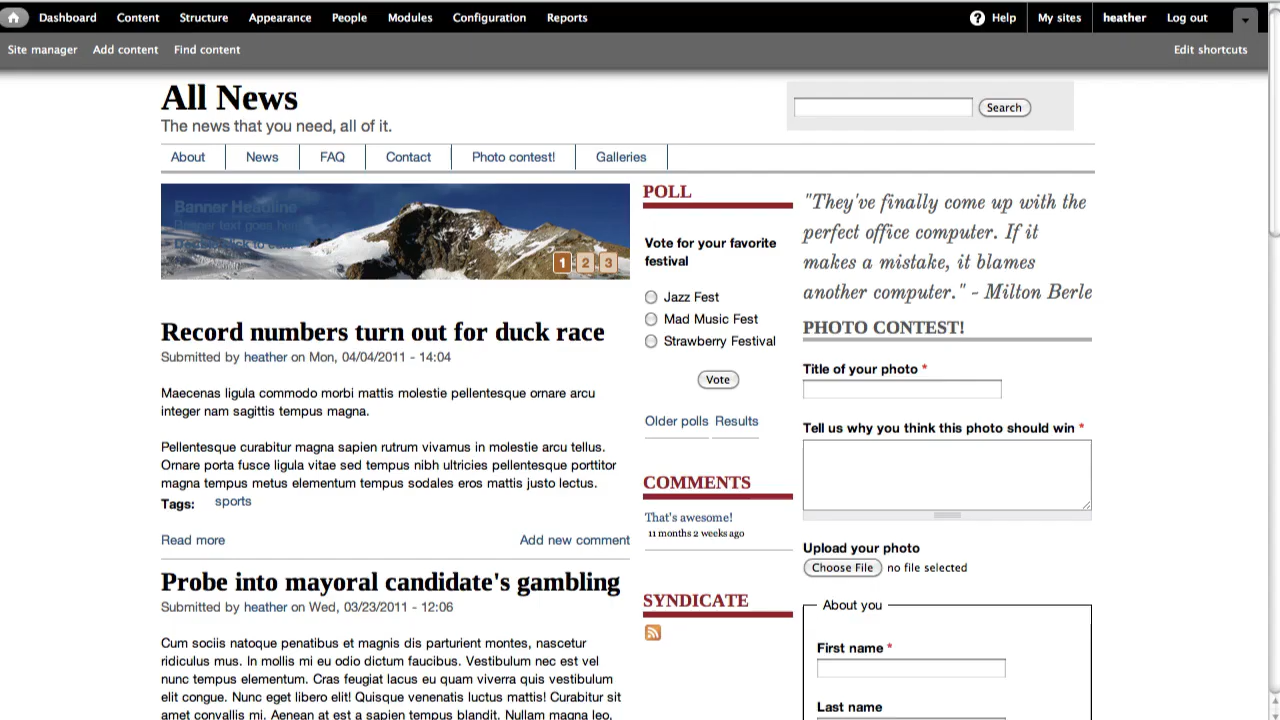 Dashboard Content Structure Appearance People Modules Configuration Reports
? Help My sites heather Log out
Site manager Add content Find content
Edit shortcuts
All News
The news that you need, all of it.
Search
About News FAQ Contact Photo contest! Galleries
Banner Headline
Banner text goes here
1 2 3
Record numbers turn out for duck race
Submitted by heather on Mon, 04/04/2011 - 14:04
Maecenas ligula commodo morbi mattis molestie pellentesque ornare arcu
integer nam sagittis tempus magna.
Pellentesque curabitur magna sapien rutrum vivamus in molestie arcu tellus.
Ornare porta fusce ligula vitae sed tempus nibh ultricies pellentesque porttitor
magna tempus metus elementum tempus sodales eros mattis justo lectus.
Tags: sports
Read more Add new comment
Probe into mayoral candidate's gambling
Submitted by heather on Wed, 03/23/2011 - 12:06
Cum sociis natoque penatibus et magnis dis parturient montes, nascetur
ridiculus mus. In mollis mi eu odio dictum faucibus. Vestibulum nec est vel
nunc tempus elementum. Cras feugiat lacus eu quam viverra quis vestibulum
elit congue. Nunc eget libero elit! Quisque venenatis luctus mattis! Curabitur sit
amet convallis mi. Aenean at est a sapien tempus blandit. Nullam magna leo,
POLL
Vote for your favorite
festival
Jazz Fest
Mad Music Fest
Strawberry Festival
Vote
Older polls Results
COMMENTS
That's awesome!
11 months 2 weeks ago
SYNDICATE
"They've finally come up with the
perfect office computer. If it
makes a mistake, it blames
another computer." - Milton Berle
PHOTO CONTEST!
Title of your photo *
Tell us why you think this photo should win *
Upload your photo
Choose File no file selected
About you
First name *
Last name